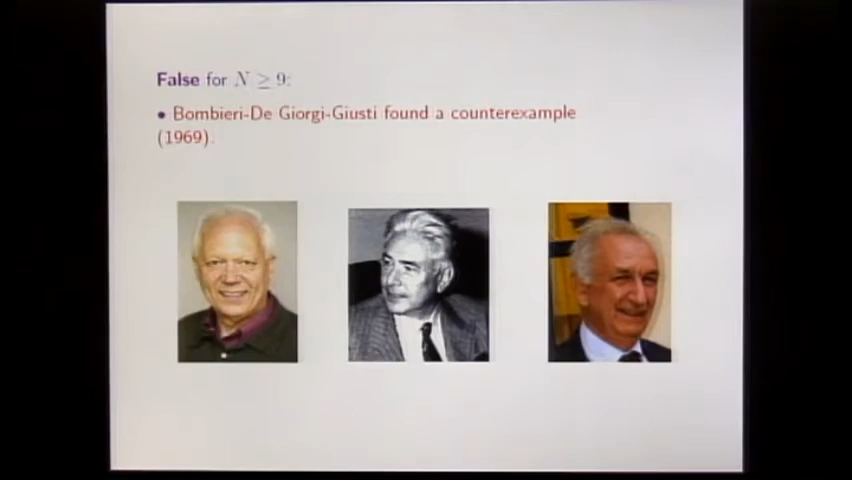 False for N ≥ 9:
• Bombieri-De Giorgi-Giusti found a counterexample
(1969).